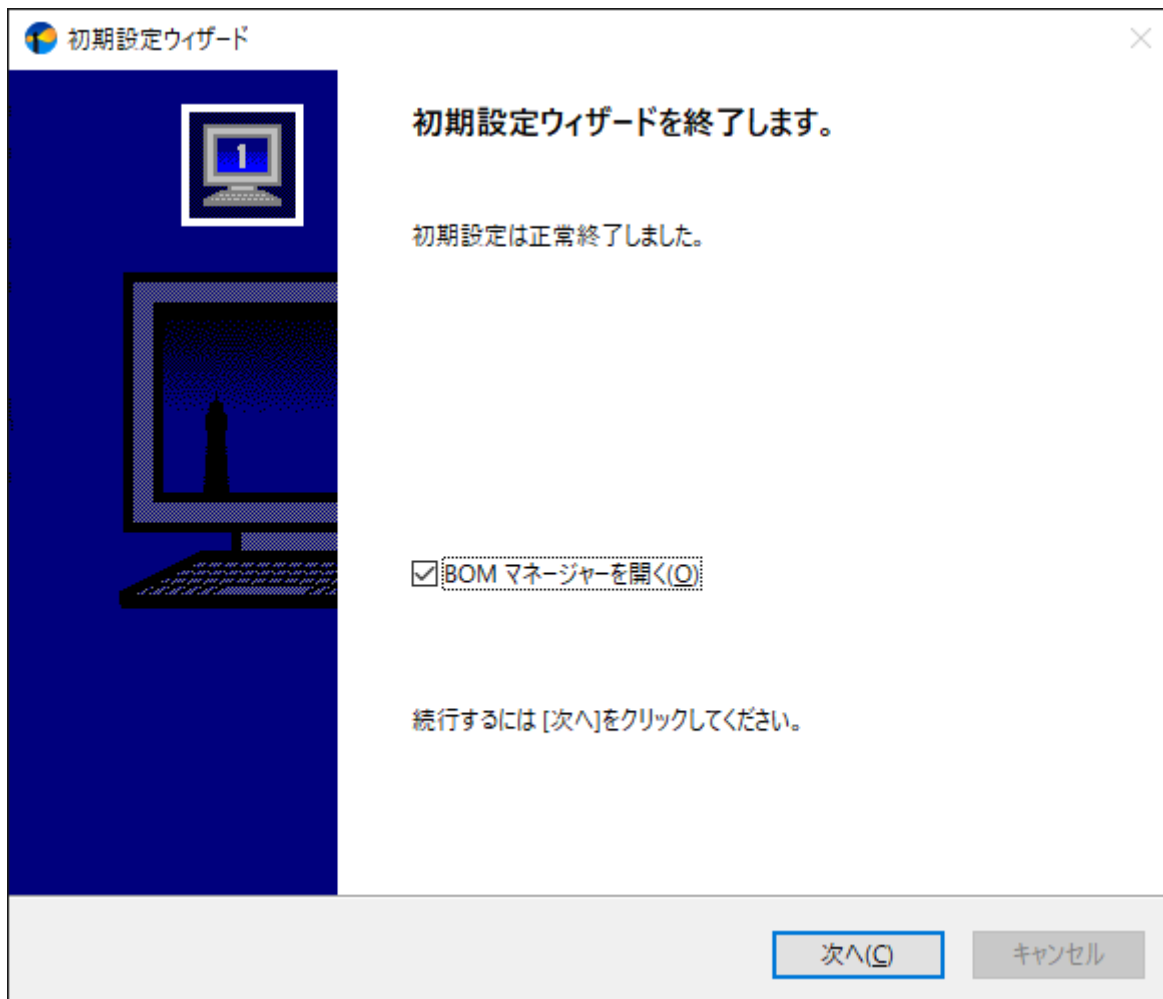 初期設定ウィザード
1
初期設定ウィザードを終了します。
初期設定は正常終了しました。
BOM マネージャーを開く(O)
続行するには [次へ]をクリックしてください。
次へ(C)
キャンセル